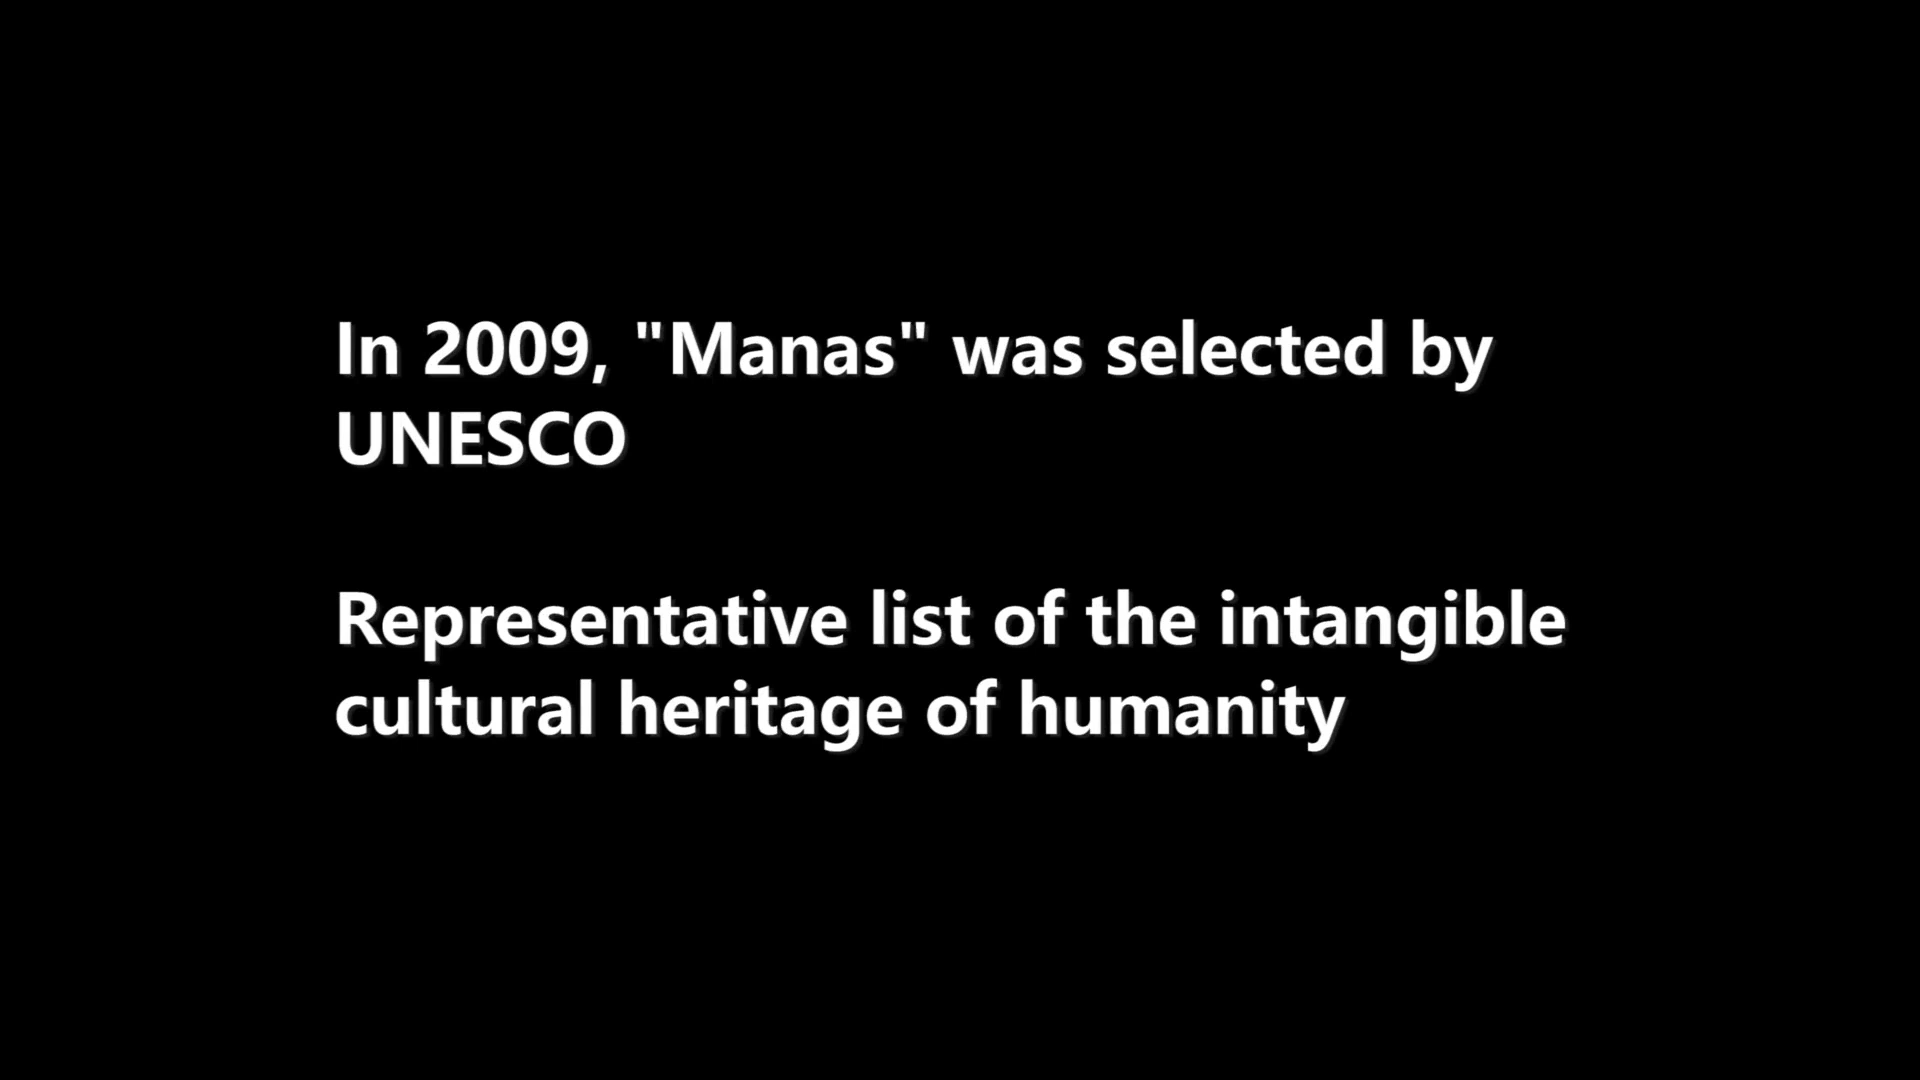 In 2009, "Manas" was selected by
UNESCO
Representative list of the intangible
cultural heritage of humanity